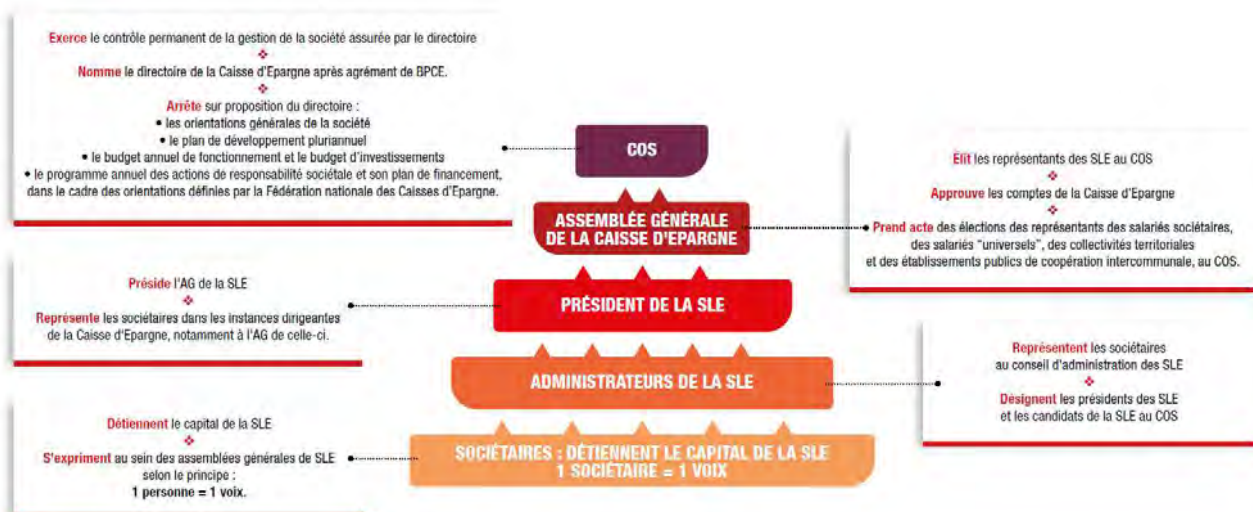 Exerce le contrôle permanent de la gestion de la société assurée par le directoire
Nomme le directoire de la Caisse d'Epargne après agrément de BPCE.
Arrête sur proposition du directoire :
• les orientations générales de la société
• le plan de développement pluriannuel
• le budget annuel de fonctionnement et le budget d'investissements
• le programme annuel des actions de responsabilité sociétale et son plan de financement,
dans le cadre des orientations définies par la Fédération nationale des Caisses d'Epargne.
COS
Elit les représentants des SLE au COS
Approuve les comptes de la Caisse d'Epargne
Prend acte des élections des représentants des salariés sociétaires,
des salariés "universels", des collectivités territoriales
et des établissements publics de coopération intercommunale, au COS.
ASSEMBLÉE GÉNÉRALE
DE LA CAISSE D'EPARGNE
Préside l'AG de la SLE
Représente les sociétaires dans les instances dirigeantes
de la Caisse d'Epargne, notamment à l'AG de celle-ci.
PRÉSIDENT DE LA SLE
Représentent les sociétaires
au conseil d'administration des SLE
Désignent les présidents des SLE
et les candidats de la SLE au COS
ADMINISTRATEURS DE LA SLE
Détiennent le capital de la SLE
S'expriment au sein des assemblées générales de SLE
selon le principe :
1 personne = 1 voix.
SOCIÉTAIRES : DÉTIENNENT LE CAPITAL DE LA SLE
1 SOCIÉTAIRE = 1 VOIX